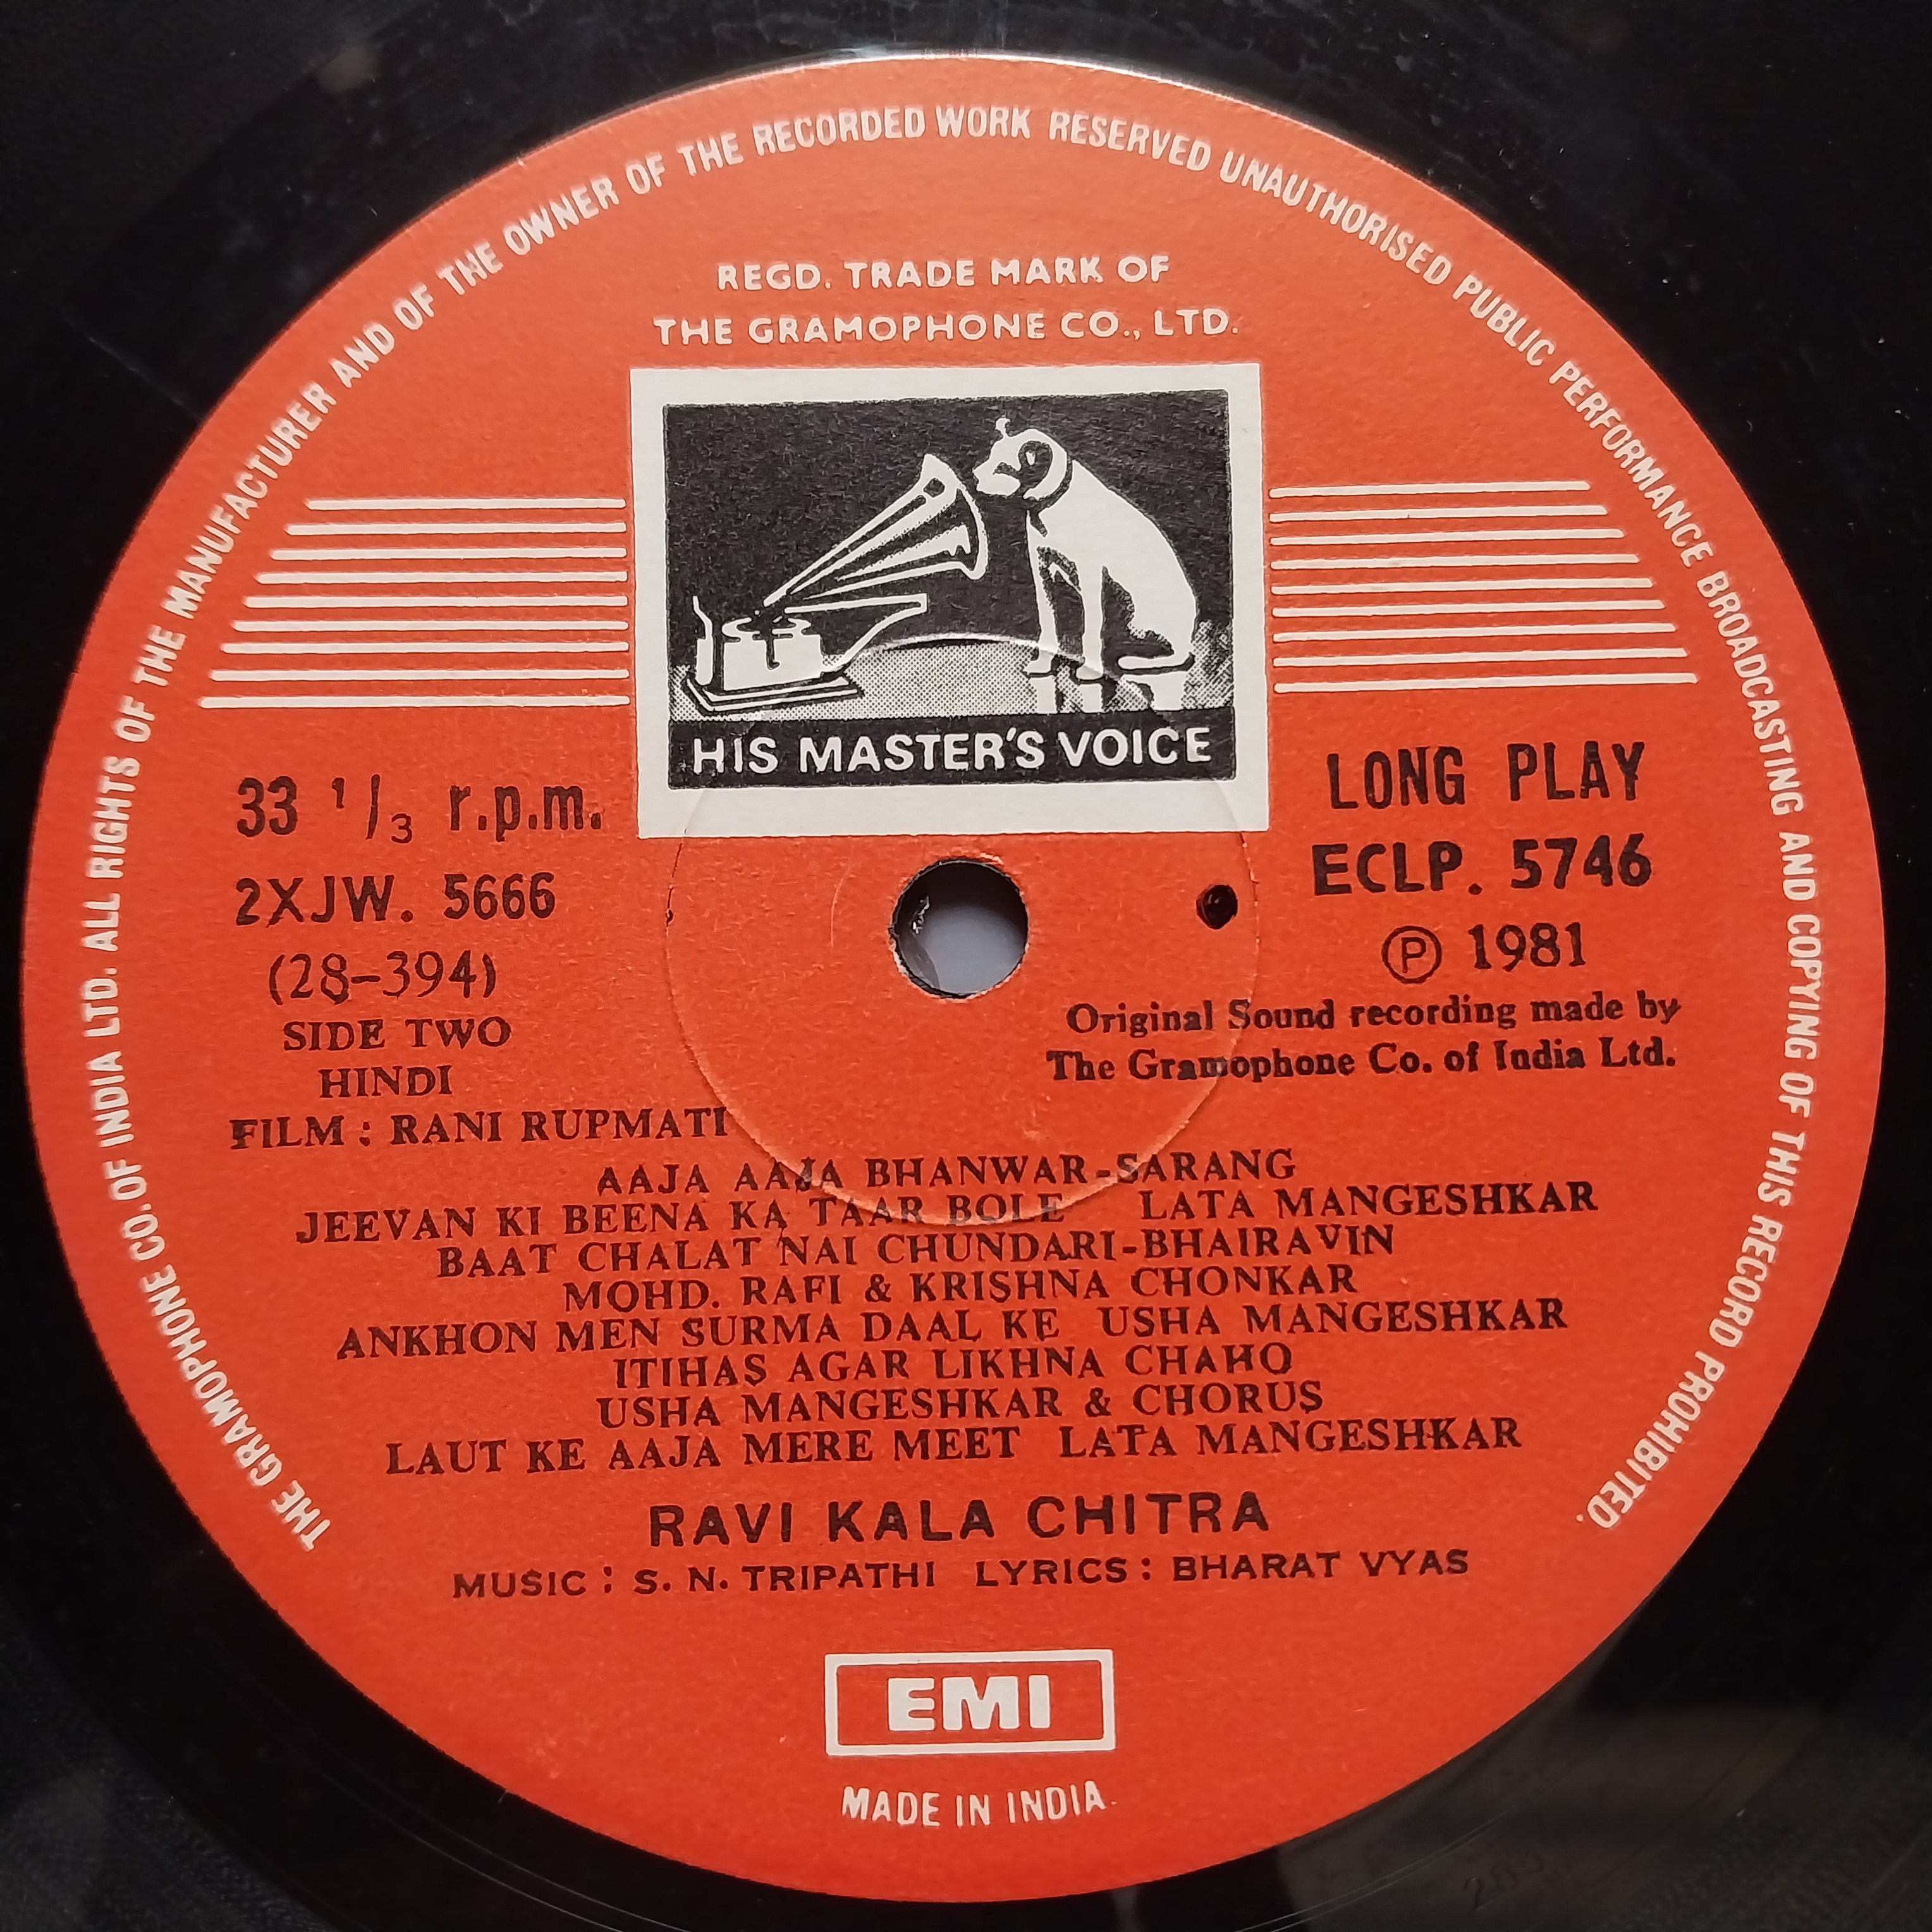 THE GRAMOPHONE CO. OF INDIA LTD. ALL RIGHTS OF THE MANUFACTURER AND OF THE OWNER OF THE RECORDED WORK RESERVED UNAUTHORISED PUBLIC PERFORMANCE BROADCASTING AND COPYING OF THIS RECORD PROHIBITED.
REGD. TRADE MARK OF
THE GRAMOPHONE CO., LTD.
HIS MASTER'S VOICE
33 1/3 r.p.m.
2XJW. 5666
(28-394)
SIDE TWO
HINDI
LONG PLAY
ECLP. 5746
Ⓟ 1981
Original Sound recording made by
The Gramophone Co. of India Ltd.
FILM : RANI RUPMATI
AAJA AAJA BHANWAR-SARANG
JEEVAN KI BEENA KA TAAR BOLE LATA MANGESHKAR
BAAT CHALAT NAI CHUNDARI-BHAIRAVIN
MOHD. RAFI & KRISHNA CHONKAR
ANKHON MEN SURMA DAAL KE USHA MANGESHKAR
ITIHAS AGAR LIKHNA CHAHO
USHA MANGESHKAR & CHORUS
LAUT KE AAJA MERE MEET LATA MANGESHKAR
RAVI KALA CHITRA
MUSIC : S. N. TRIPATHI LYRICS : BHARAT VYAS
EMI
MADE IN INDIA.